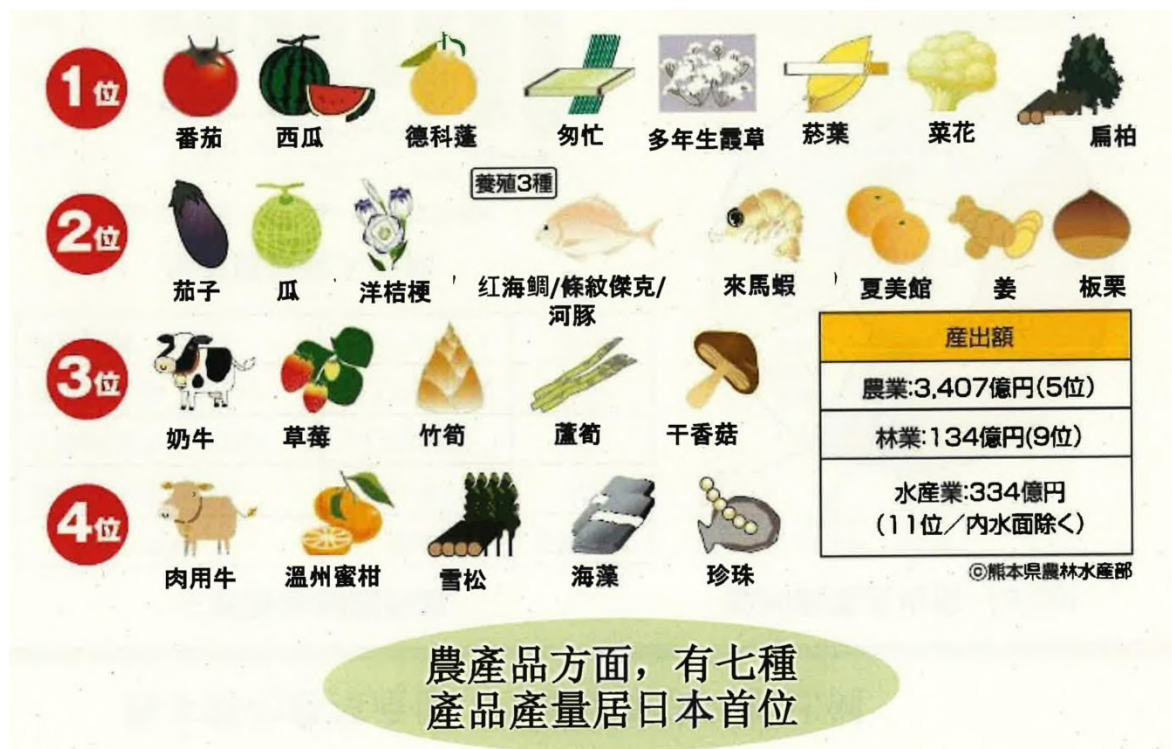 1位
番茄 西瓜 德科蓬 匆忙 多年生霞草 菸葉 菜花 扁柏
2位
養殖3種
茄子 瓜 洋桔梗 红海鯛/條紋傑克/ 來馬蝦 夏美館 姜 板栗
河豚
3位
奶牛 草莓 竹筍 蘆筍 干香菇
4位
肉用牛 溫州蜜柑 雪松 海藻 珍珠
産出額
農業:3,407億円(5位)
林業:134億円(9位)
水産業:334億円
(11位/内水面除く)
©熊本県農林水産部
農產品方面，有七種
產品產量居日本首位